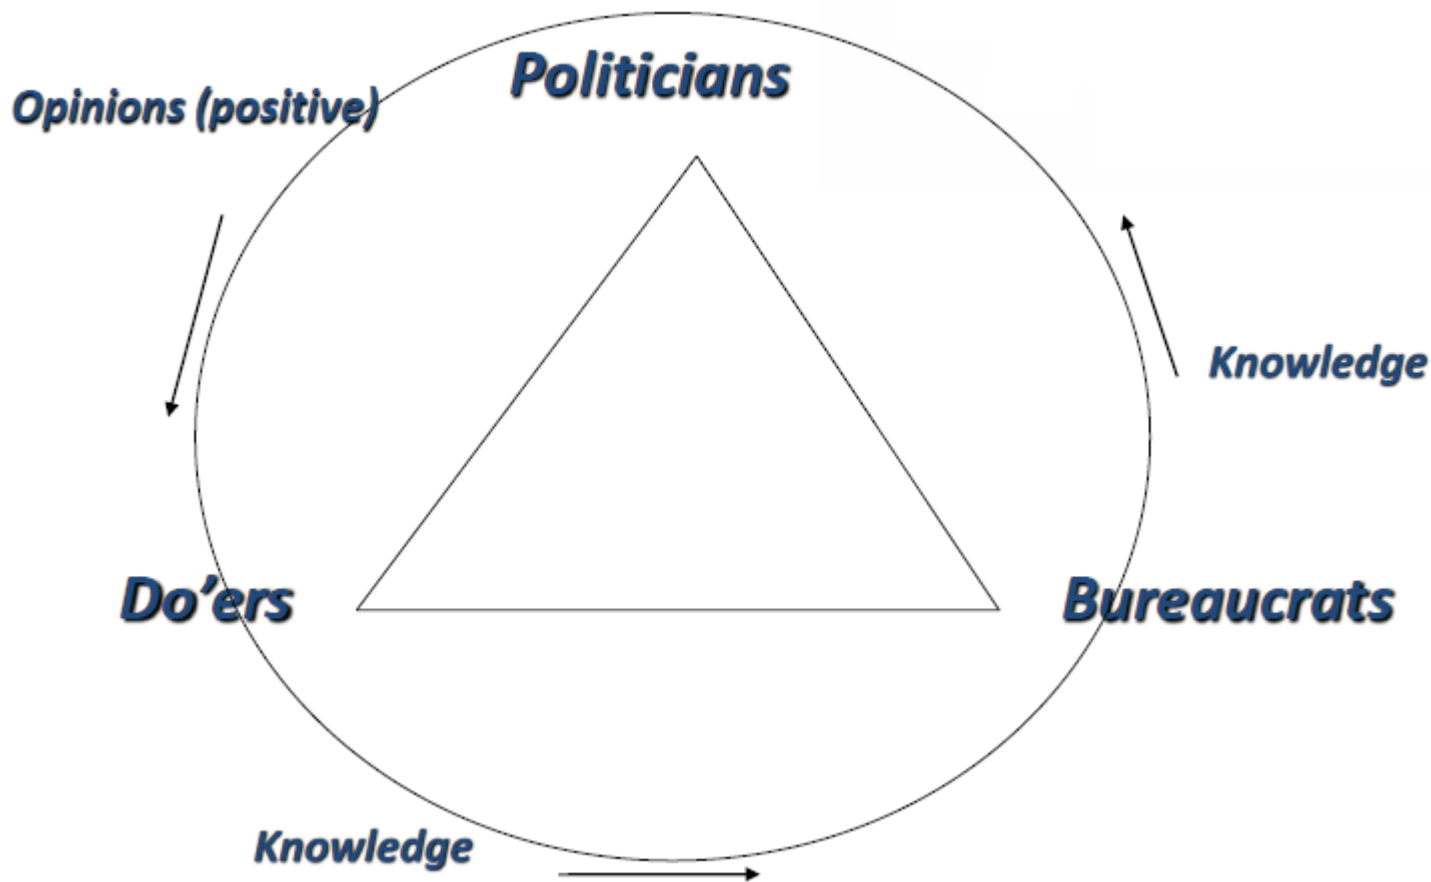 Politicians
Opinions (positive)
Knowledge
Do’ers
Bureaucrats
Knowledge